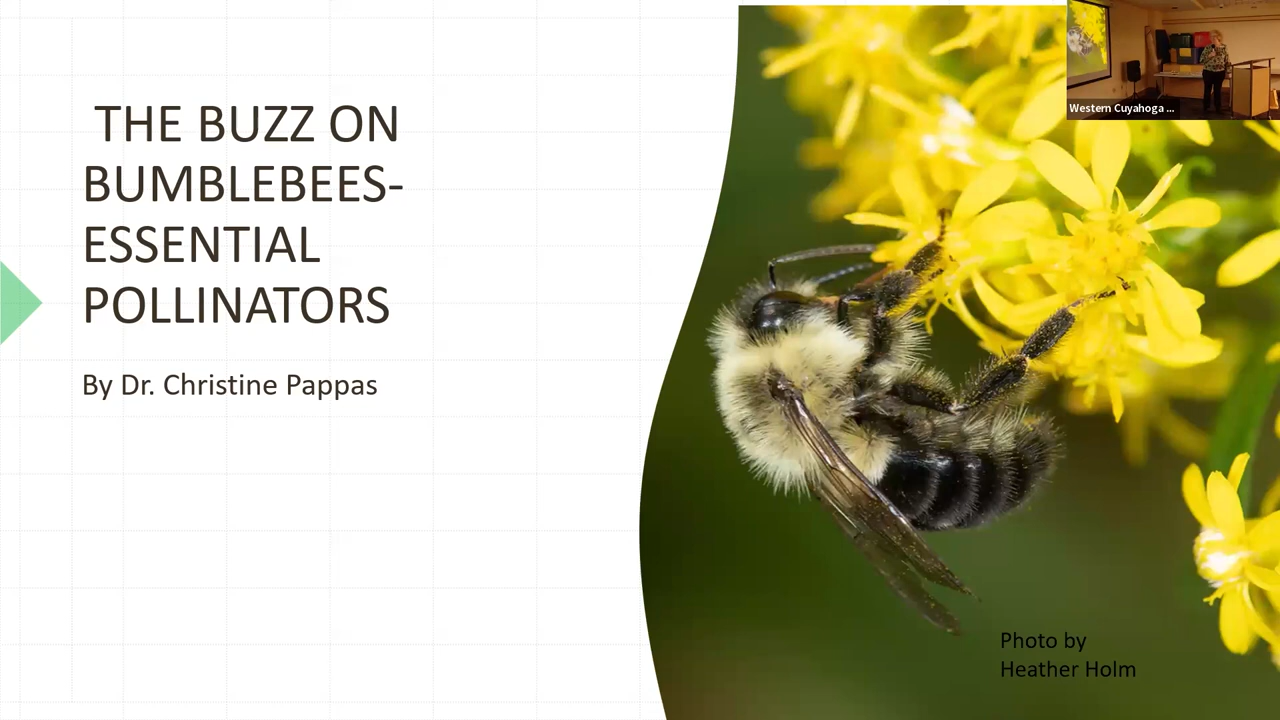 THE BUZZ ON
BUMBLEBEES-
ESSENTIAL
POLLINATORS
By Dr. Christine Pappas
Western Cuyahoga ...
Photo by
Heather Holm